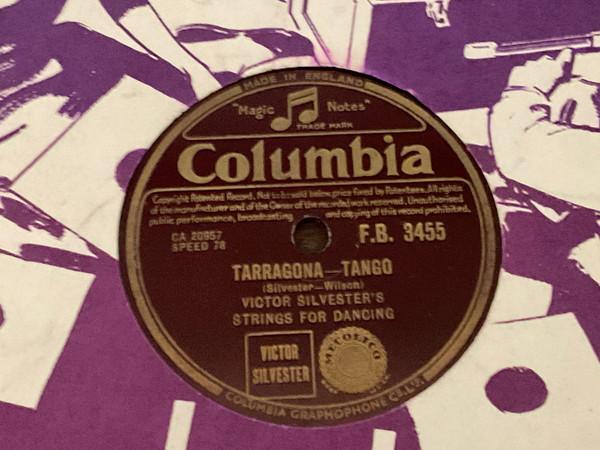 MADE IN ENGLAND
"Magic Notes"
TRADE MARK
Columbia
Copyright Patented Record. Not to be sold below price fixed by Patentees. All rights
of the manufacturer and of the Owner of the recorded work reserved. Unauthorised
public performance, broadcasting and copying of this record prohibited.
CA 20957
SPEED 78
F.B. 3455
TARRAGONA—TANGO
(Silvester—Wilson)
VICTOR SILVESTER'S
STRINGS FOR DANCING
VICTOR
SILVESTER
MECOLICO
COLUMBIA GRAPHOPHONE Co. LTD.